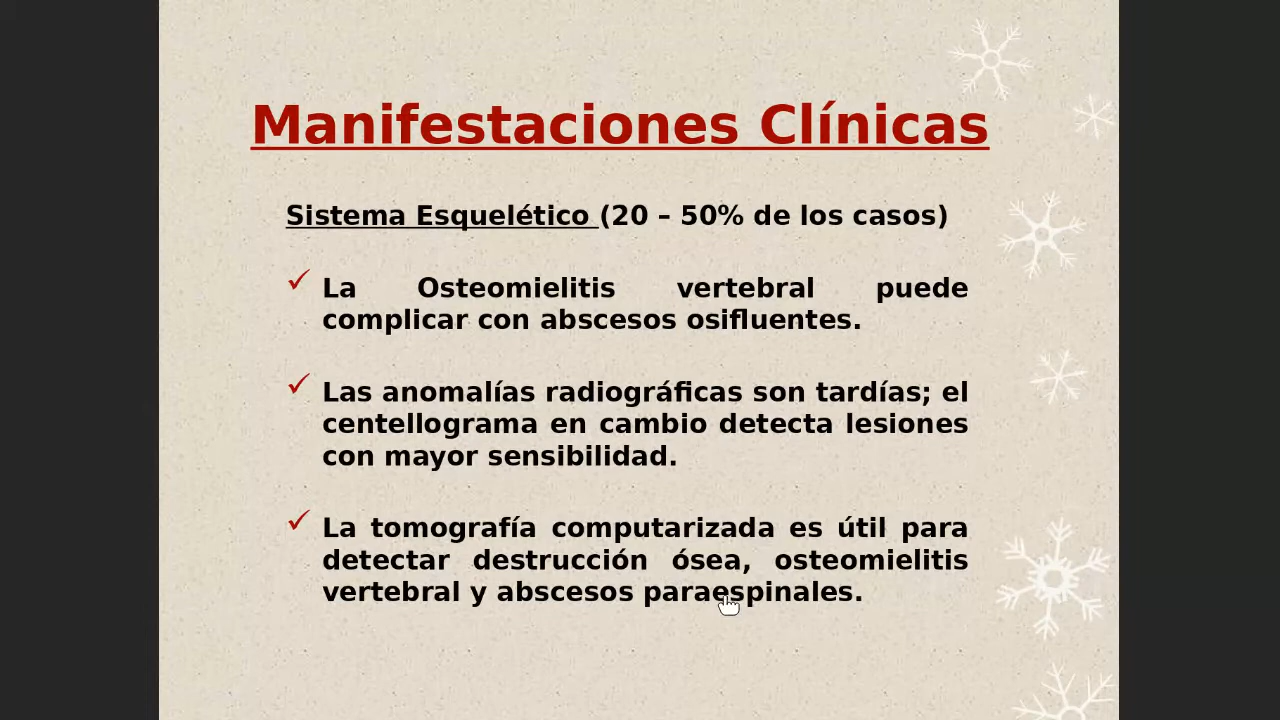 Manifestaciones Clínicas
Sistema Esquelético (20 – 50% de los casos)
La Osteomielitis vertebral puede
complicar con abscesos osifluentes.
Las anomalías radiográficas son tardías; el
centellograma en cambio detecta lesiones
con mayor sensibilidad.
La tomografía computarizada es útil para
detectar destrucción ósea, osteomielitis
vertebral y abscesos paraespinales.